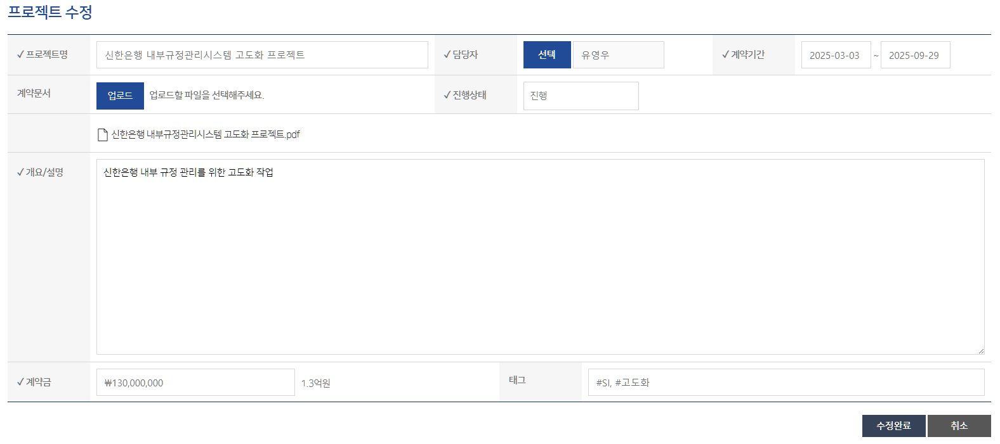 프로젝트 수정
✓프로젝트명 신한은행 내부규정관리시스템 고도화 프로젝트 ✓담당자 선택 유영우 ✓계약기간 2025-03-03 ~ 2025-09-29
계약문서 업로드 업로드할 파일을 선택해주세요. ✓진행상태 진행
신한은행 내부규정관리시스템 고도화 프로젝트.pdf
✓개요/설명 신한은행 내부 규정 관리를 위한 고도화 작업
✓계약금 ₩130,000,000 1.3억원 태그 #SI, #고도화
수정완료 취소